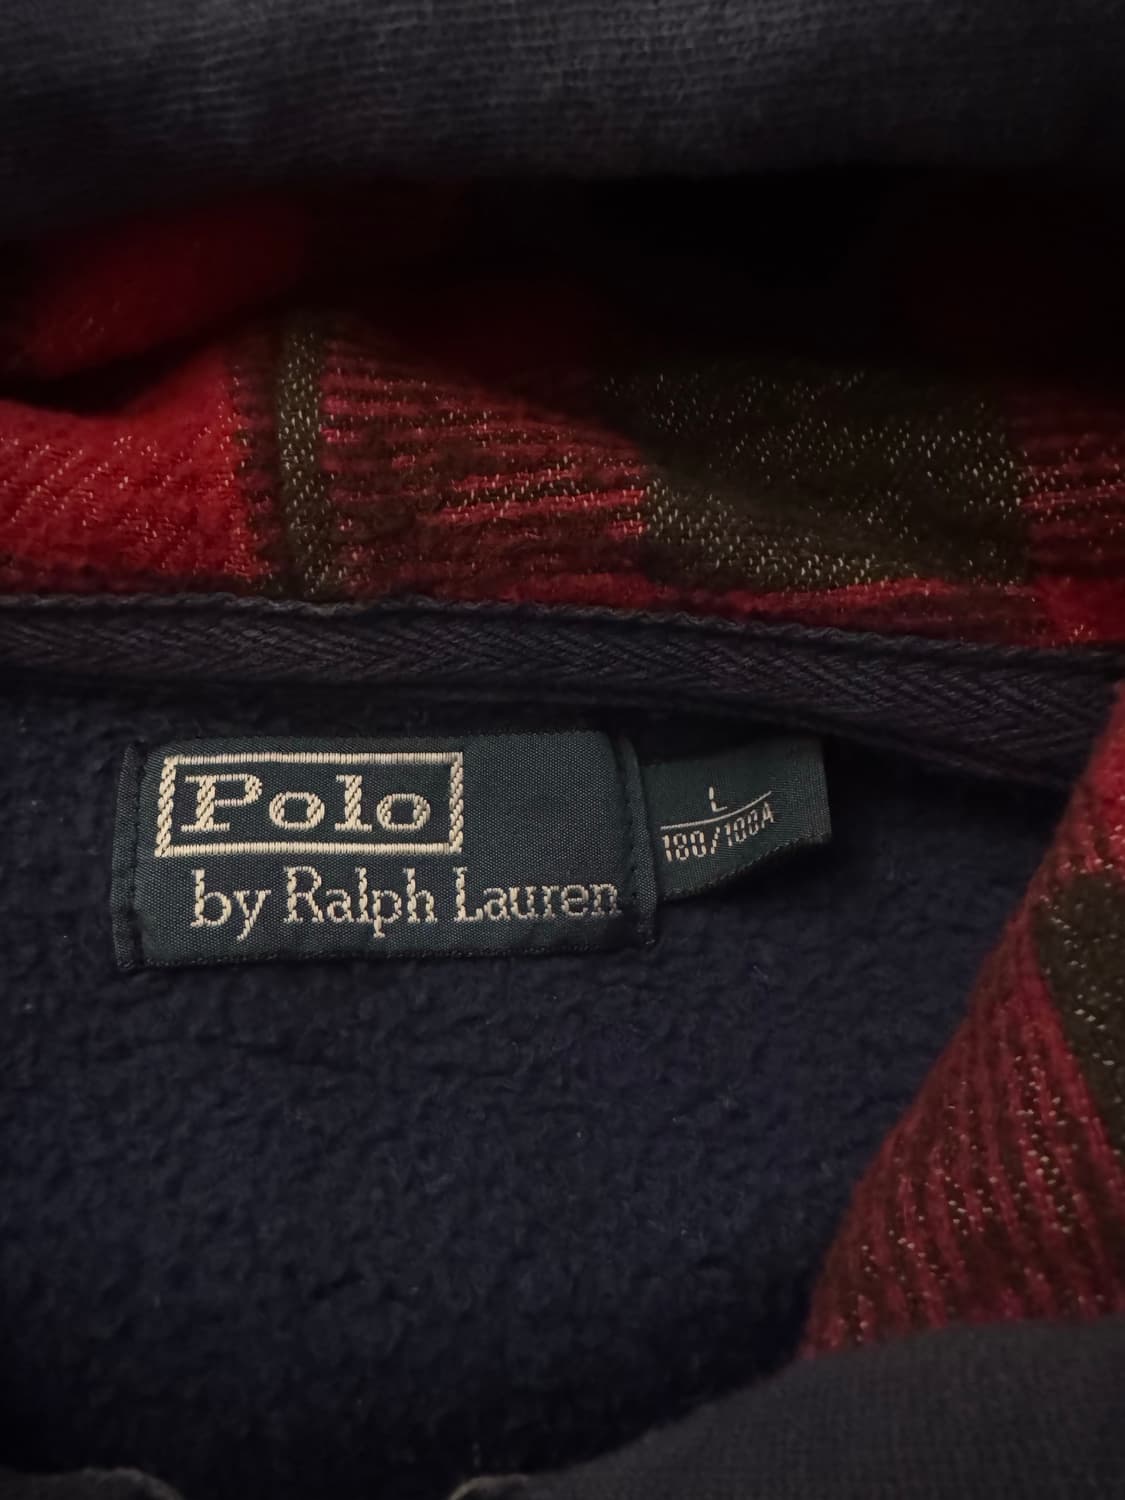 Polo
by Ralph Lauren
L
180/100A